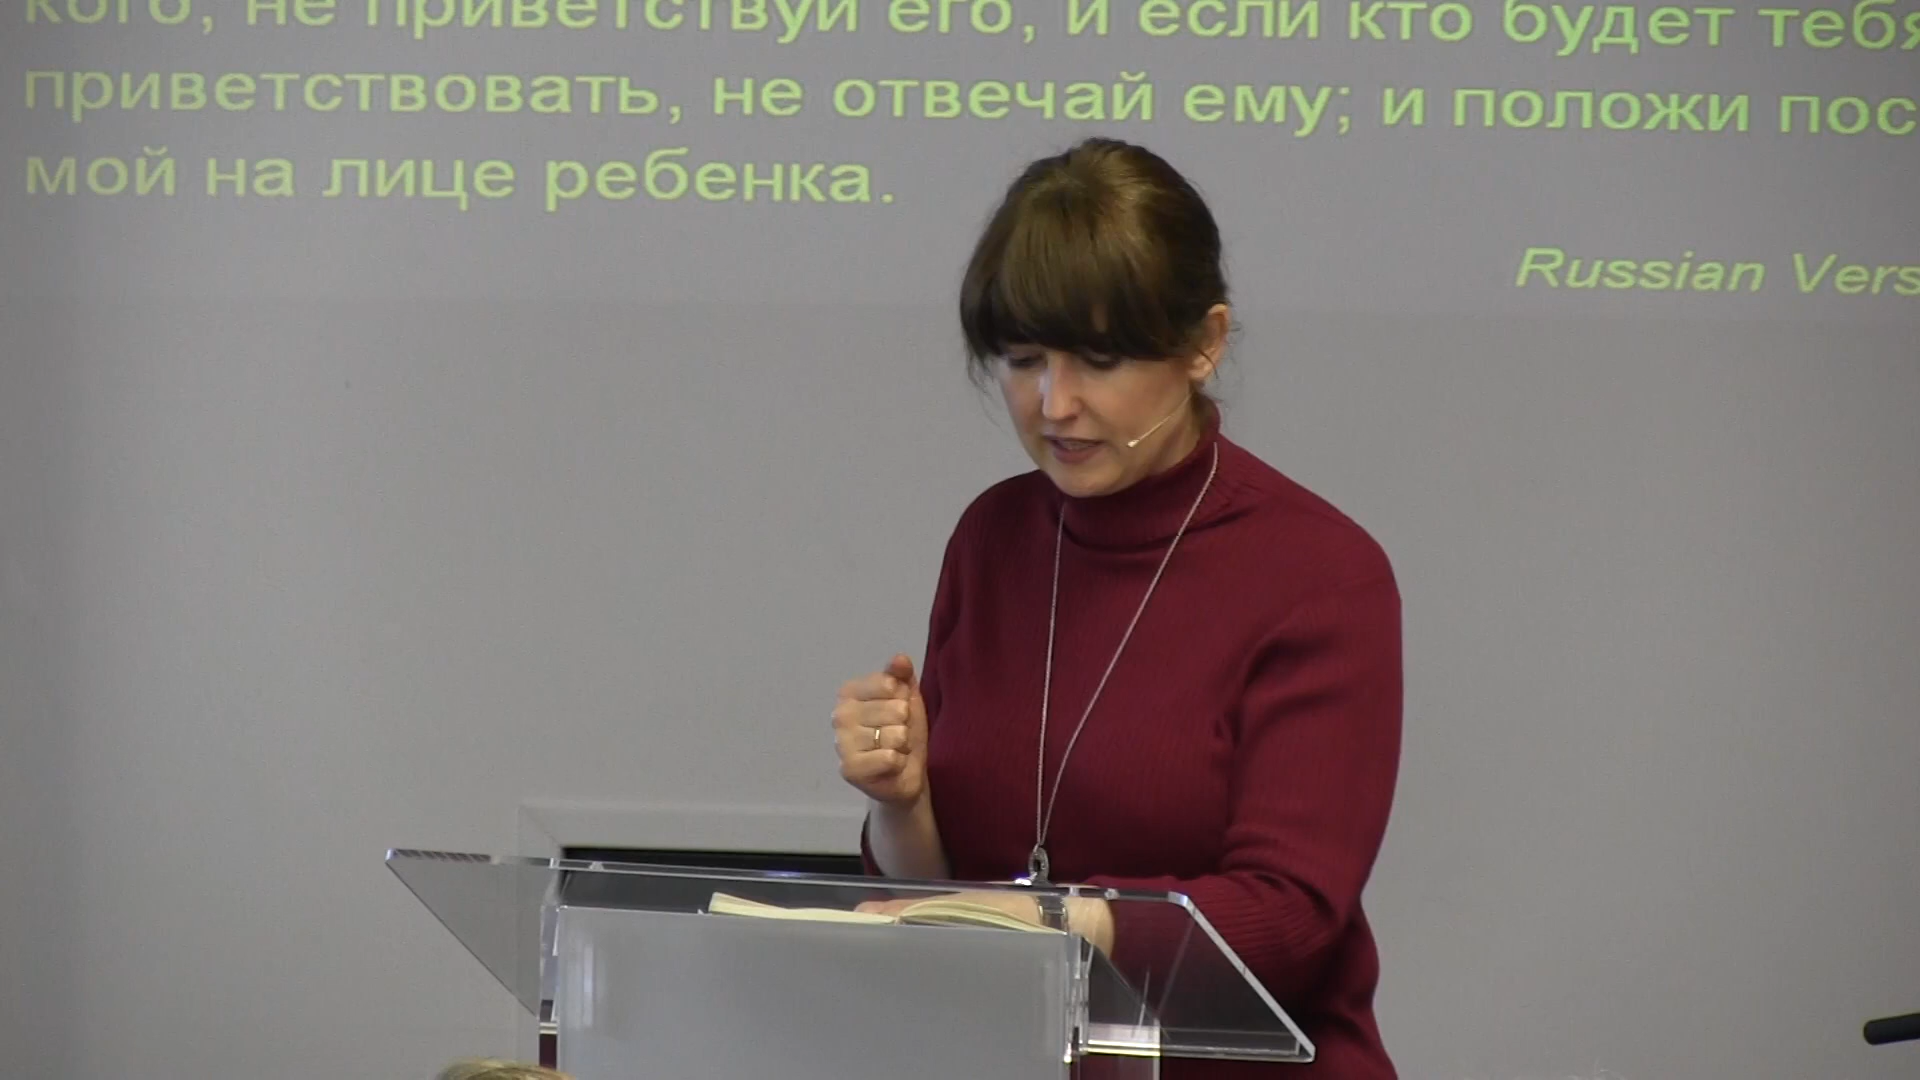 кого, не приветствуй его, и если кто будет тебя
приветствовать, не отвечай ему; и положи пос
мой на лице ребенка.
Russian Vers